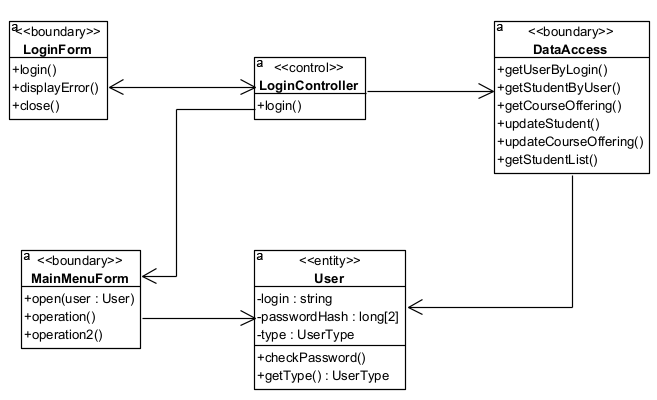 a
<<boundary>>
LoginForm
+login()
+displayError()
+close()
a
<<control>>
LoginController
+login()
a
<<boundary>>
DataAccess
+getUserByLogin()
+getStudentByUser()
+getCourseOffering()
+updateStudent()
+updateCourseOffering()
+getStudentList()
a
<<boundary>>
MainMenuForm
+open(user : User)
+operation()
+operation2()
a
<<entity>>
User
-login : string
-passwordHash : long[2]
-type : UserType
+checkPassword()
+getType() : UserType